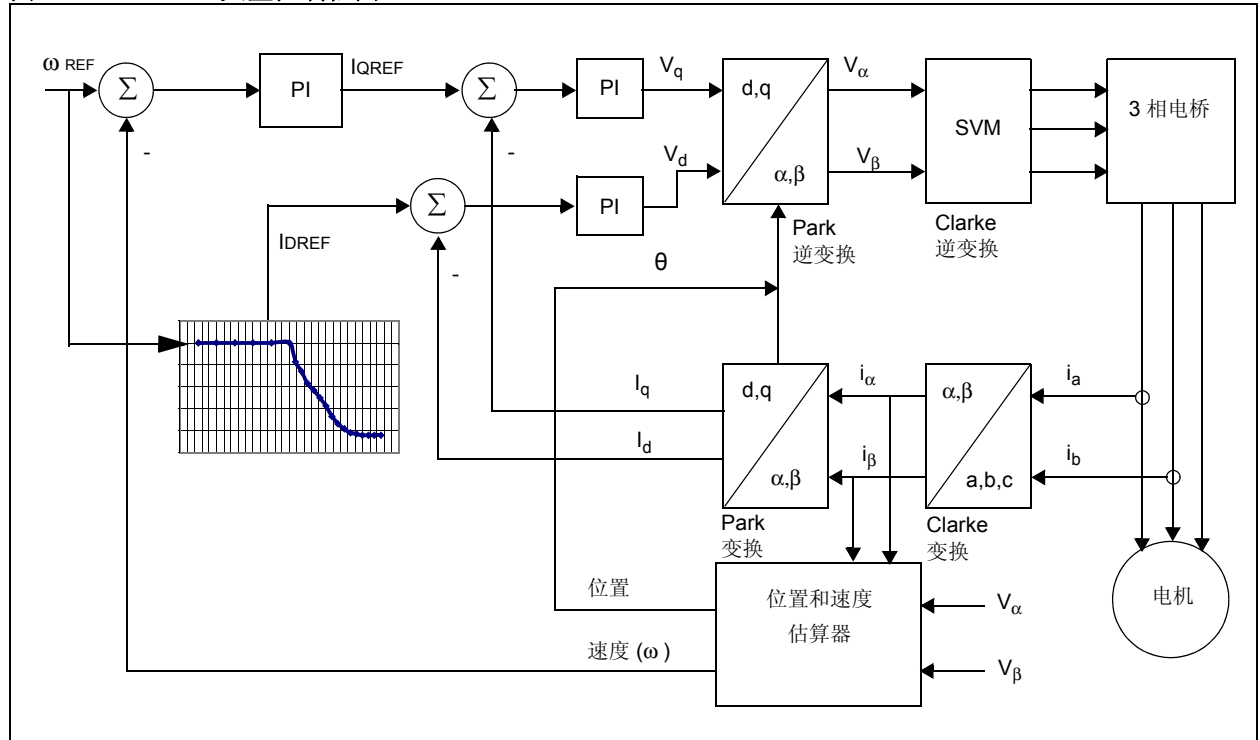 ω REF
Σ
PI
IQREF
Σ
PI
Vq
d,q
α,β
Vα
Vβ
SVM
3 相电桥
-
-
Vd
Σ
PI
IDREF
-
θ
Park
逆变换
Clarke
逆变换
Iq
Id
d,q
α,β
iα
iβ
α,β
a,b,c
ia
ib
Park
变换
Clarke
变换
位置
速度 (ω )
位置和速度
估算器
Vα
Vβ
电机